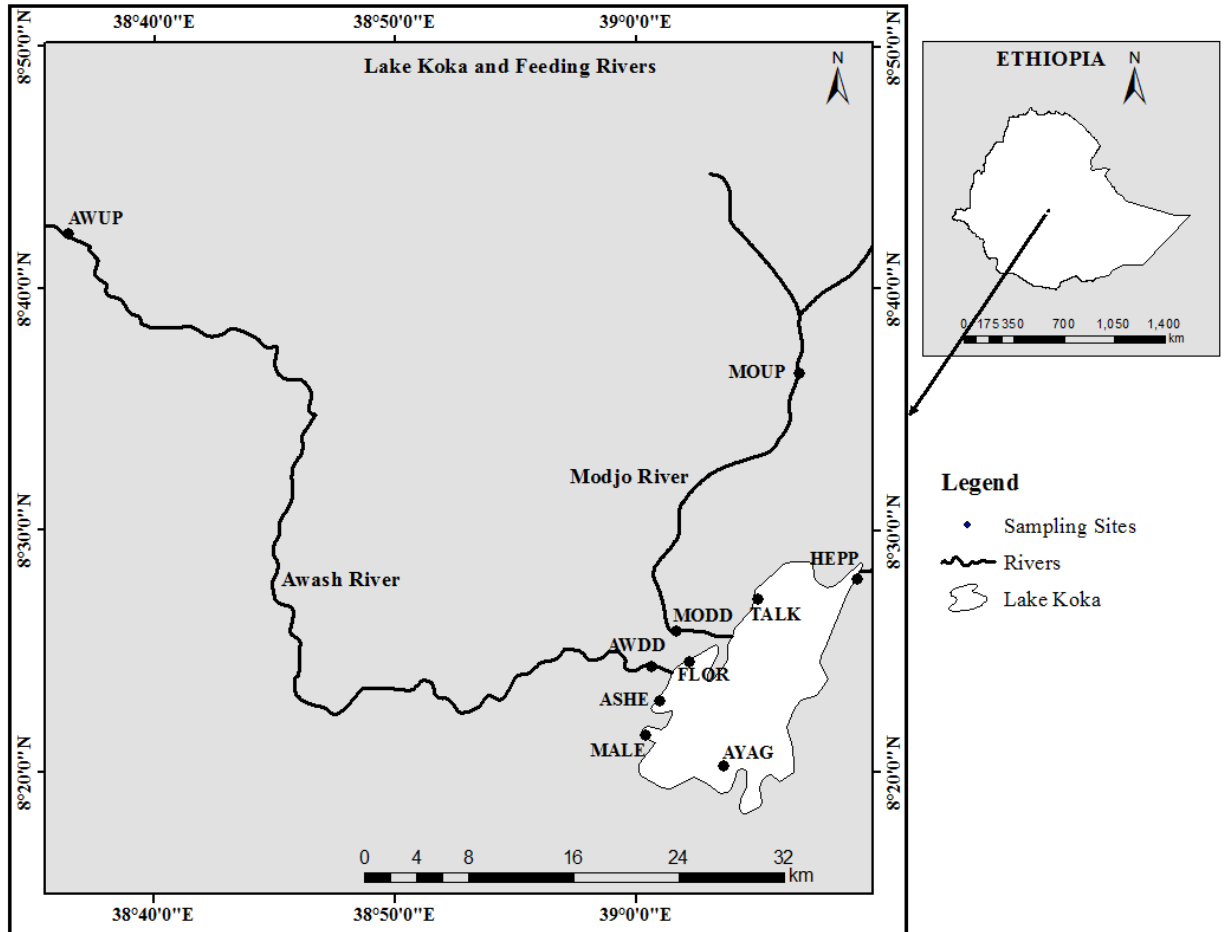 38°40'0"E 38°50'0"E 39°0'0"E
8°50'0"N
8°50'0"N
Lake Koka and Feeding Rivers
N
ETHIOPIA
N
AWUP
8°40'0"N
8°40'0"N
0 175 350 700 1,050 1,400
km
MOUP
Modjo River
Legend
Sampling Sites
Rivers
Lake Koka
8°30'0"N
8°30'0"N
HEPP
Awash River
TALK
MODD
AWDD
FLOR
ASHE
MALE
AYAG
8°20'0"N
8°20'0"N
0 4 8 16 24 32
km
38°40'0"E 38°50'0"E 39°0'0"E